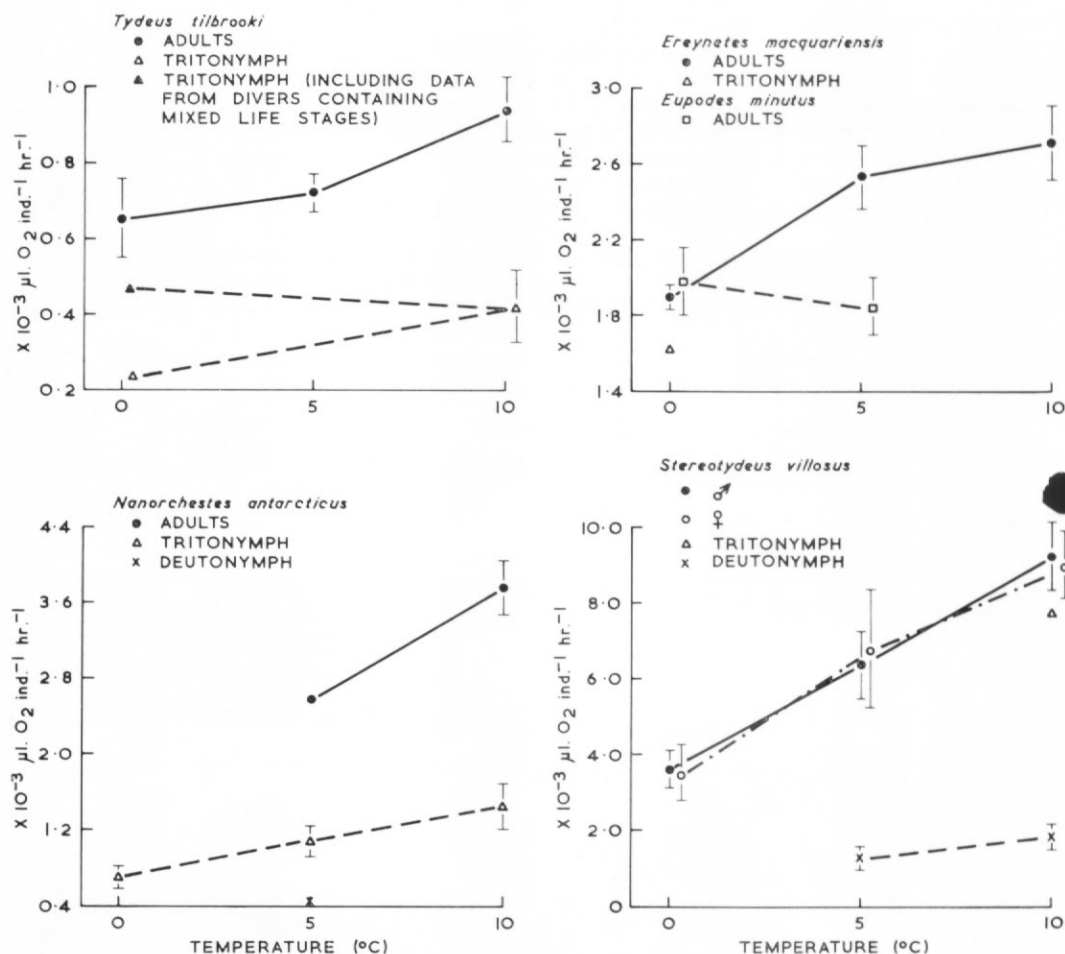 Tydeus tilbrooki
● ADULTS
△ TRITONYMPH
▲ TRITONYMPH (INCLUDING DATA
FROM DIVERS CONTAINING
MIXED LIFE STAGES)
X 10⁻³ µl. O₂ ind.⁻¹ hr.⁻¹
1·0
0·8
0·6
0·4
0·2
0 5 10
Ereynetes macquariensis
● ADULTS
△ TRITONYMPH
Eupodes minutus
□ ADULTS
X 10⁻³ µl. O₂ ind.⁻¹ hr.⁻¹
3·0
2·6
2·2
1·8
1·4
0 5 10
Nanorchestes antarcticus
● ADULTS
△ TRITONYMPH
x DEUTONYMPH
X 10⁻³ µl. O₂ ind.⁻¹ hr.⁻¹
4·4
3·6
2·8
2·0
1·2
0·4
0 5 10
TEMPERATURE (°C)
Stereotydeus villosus
● ♂
○ ♀
△ TRITONYMPH
x DEUTONYMPH
X 10⁻³ µl. O₂ ind.⁻¹ hr.⁻¹
10·0
8·0
6·0
4·0
2·0
0
0 5 10
TEMPERATURE (°C)